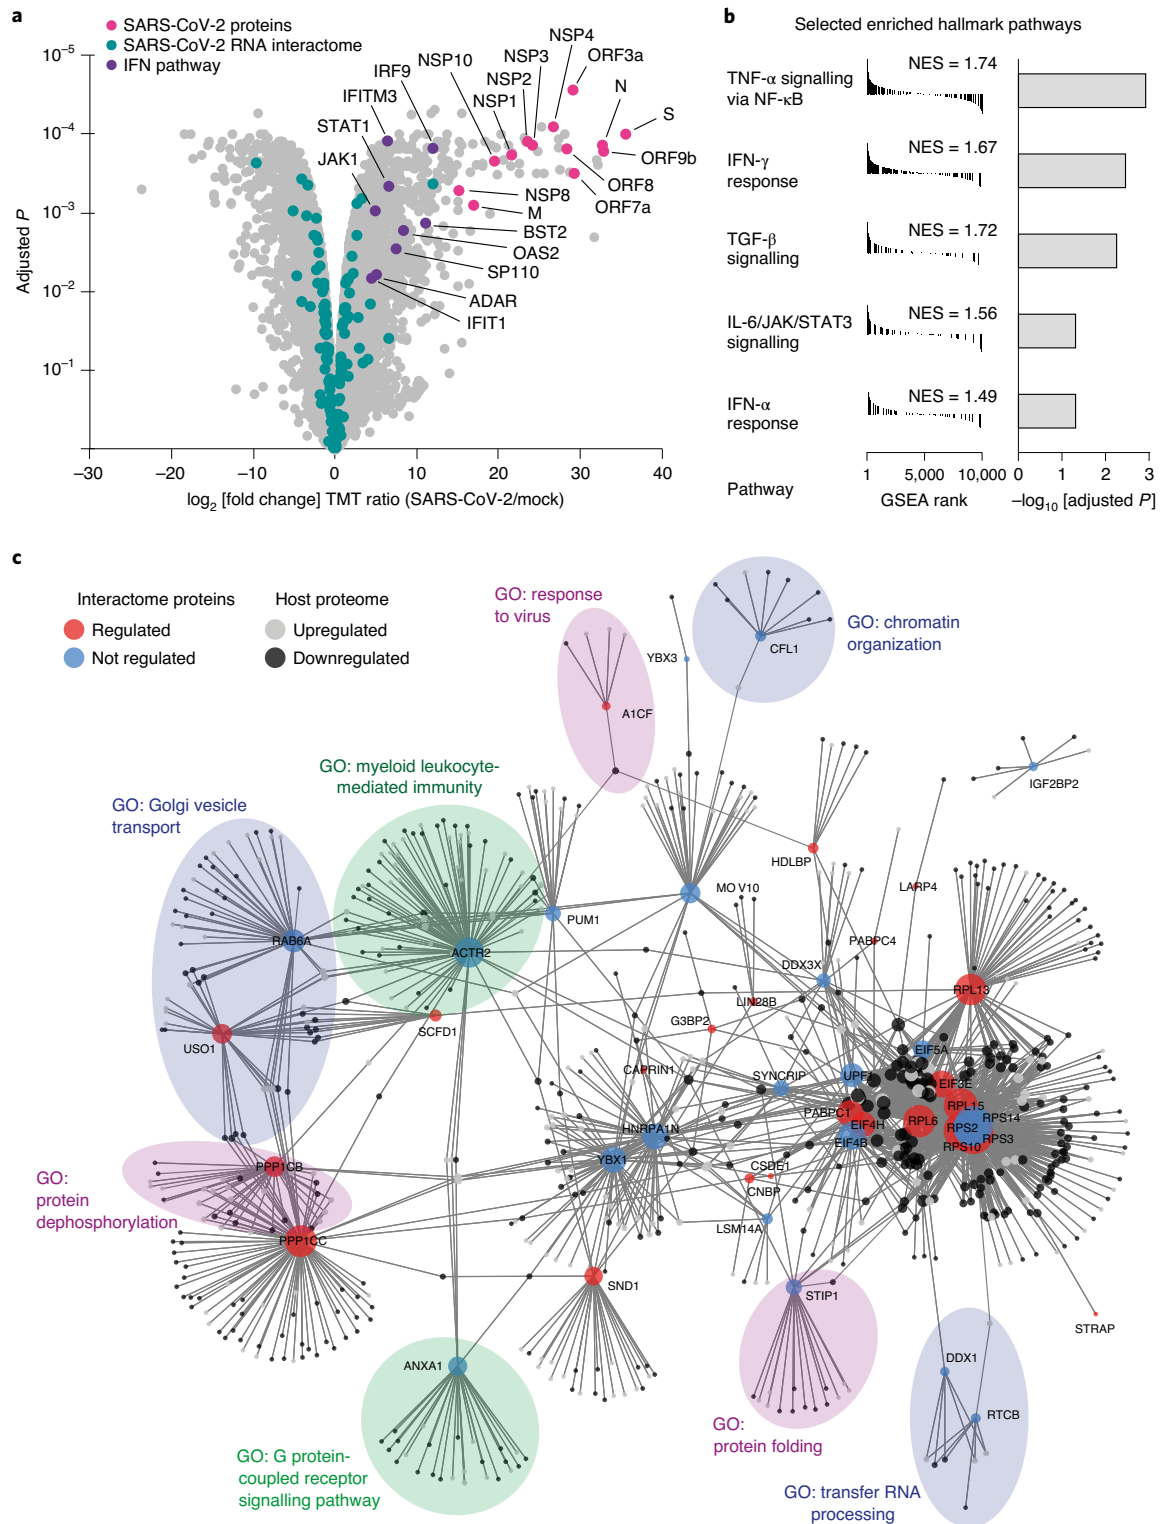 a
SARS-CoV-2 proteins
SARS-CoV-2 RNA interactome
IFN pathway
10⁻⁵
10⁻⁴
10⁻³
10⁻²
10⁻¹
Adjusted P
NSP4
NSP3
ORF3a
NSP10
NSP2
IRF9
N
IFITM3
NSP1
S
STAT1
JAK1
ORF9b
ORF8
NSP8
ORF7a
M
BST2
OAS2
SP110
ADAR
IFIT1
–30
–20
–10
0
10
20
30
40
log₂ [fold change] TMT ratio (SARS-CoV-2/mock)
b
Selected enriched hallmark pathways
TNF-α signalling
via NF-κB
NES = 1.74
IFN-γ
response
NES = 1.67
TGF-β
signalling
NES = 1.72
IL-6/JAK/STAT3
signalling
NES = 1.56
IFN-α
response
NES = 1.49
Pathway
1
5,000
10,000
GSEA rank
0
1
2
3
–log₁₀ [adjusted P]
c
Interactome proteins
Regulated
Not regulated
Host proteome
Upregulated
Downregulated
GO: response
to virus
GO: chromatin
organization
YBX3
CFL1
A1CF
GO: myeloid leukocyte-
mediated immunity
IGF2BP2
GO: Golgi vesicle
transport
HDLBP
MOV10
LARP4
PUM1
RAB6A
PABPC4
ACTR2
DDX3X
RPL13
LIN28B
SCFD1
G3BP2
USO1
EIF5A
CAPRIN1
SYNCRIP
UPF1
EIF3E
RPL15
PABPC1
RPL6
RPS14
EIF4H
RPS2
HNRPA1N
EIF4B
RPS3
RPS10
YBX1
PPP1CB
CSDE1
GO:
protein
dephosphorylation
CNBP
LSM14A
PPP1CC
SND1
STIP1
STRAP
ANXA1
DDX1
RTCB
GO:
protein folding
GO: G protein-
coupled receptor
signalling pathway
GO: transfer RNA
processing